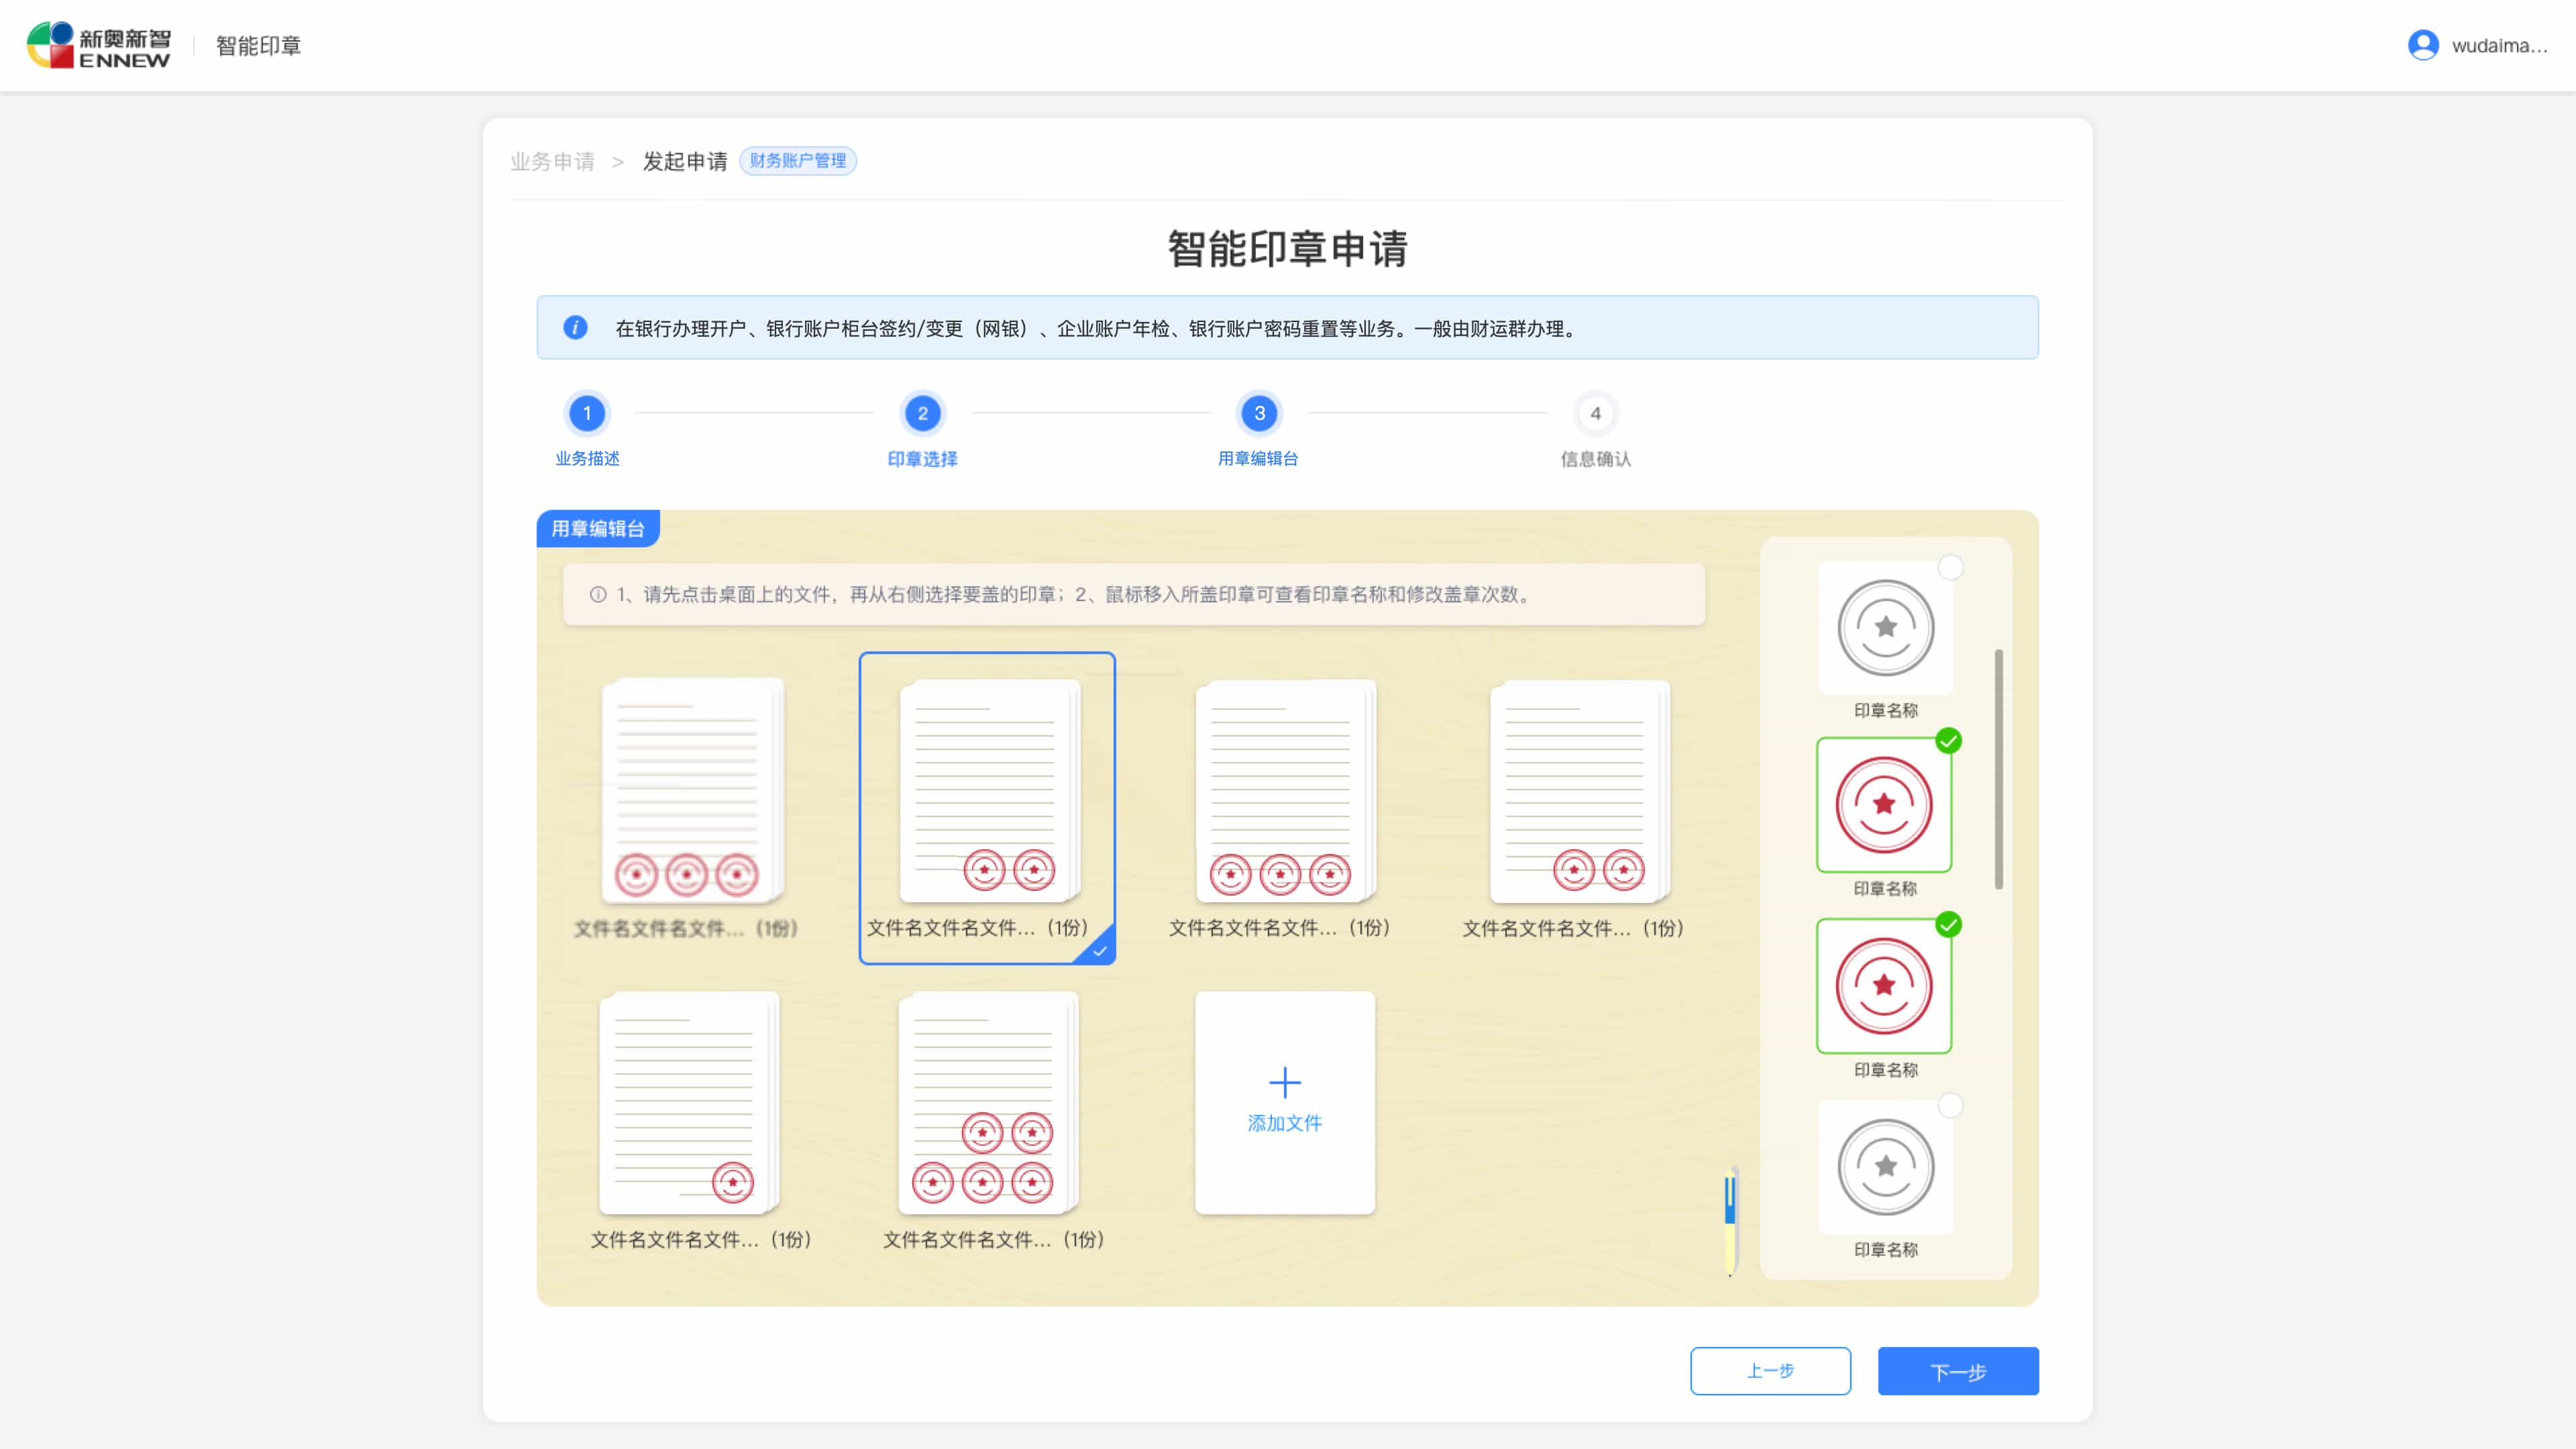 新奥新智
ENNEW
智能印章
wudaima...
业务申请 > 发起申请 财务账户管理
智能印章申请
在银行办理开户、银行账户柜台签约/变更（网银）、企业账户年检、银行账户密码重置等业务。一般由财运群办理。
1 2 3 4
业务描述 印章选择 用章编辑台 信息确认
用章编辑台
1、请先点击桌面上的文件，再从右侧选择要盖的印章；2、鼠标移入所盖印章可查看印章名称和修改盖章次数。
印章名称
印章名称
文件名文件名文件...（1份） 文件名文件名文件...（1份） 文件名文件名文件...（1份） 文件名文件名文件...（1份）
印章名称
添加文件
文件名文件名文件...（1份） 文件名文件名文件...（1份）
印章名称
上一步 下一步